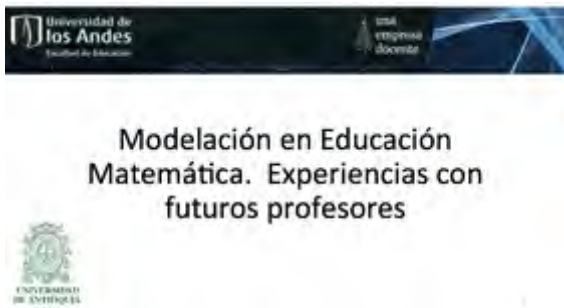 Universidad de
los Andes
Facultad de Educación
una
empresa
docente
Modelación en Educación
Matemática. Experiencias con
futuros profesores
UNIVERSIDAD
DE ANTIOQUIA